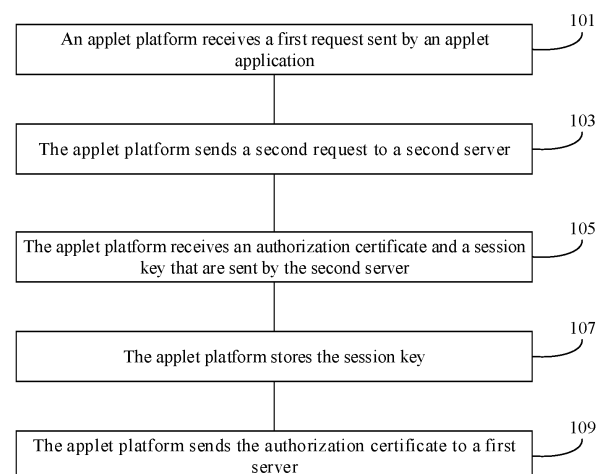 101
An applet platform receives a first request sent by an applet
application
103
The applet platform sends a second request to a second server
105
The applet platform receives an authorization certificate and a session
key that are sent by the second server
107
The applet platform stores the session key
109
The applet platform sends the authorization certificate to a first
server